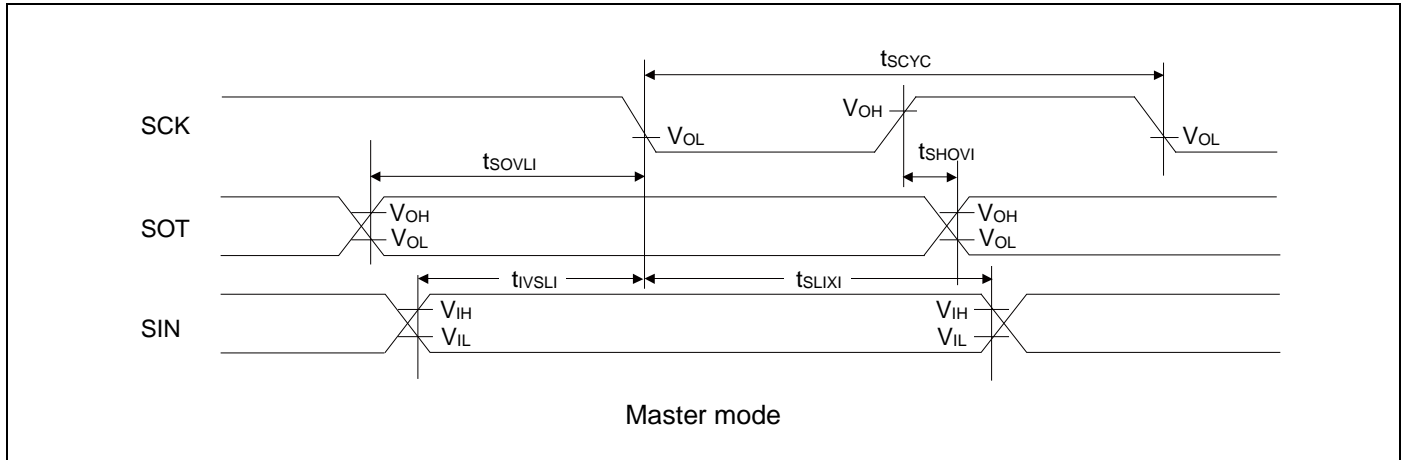 tSCYC
SCK
VOH
VOL
VOL
tSHOVI
tSOVLI
SOT
VOH
VOL
VOH
VOL
tIVSLI
tSLIXI
SIN
VIH
VIL
VIH
VIL
Master mode